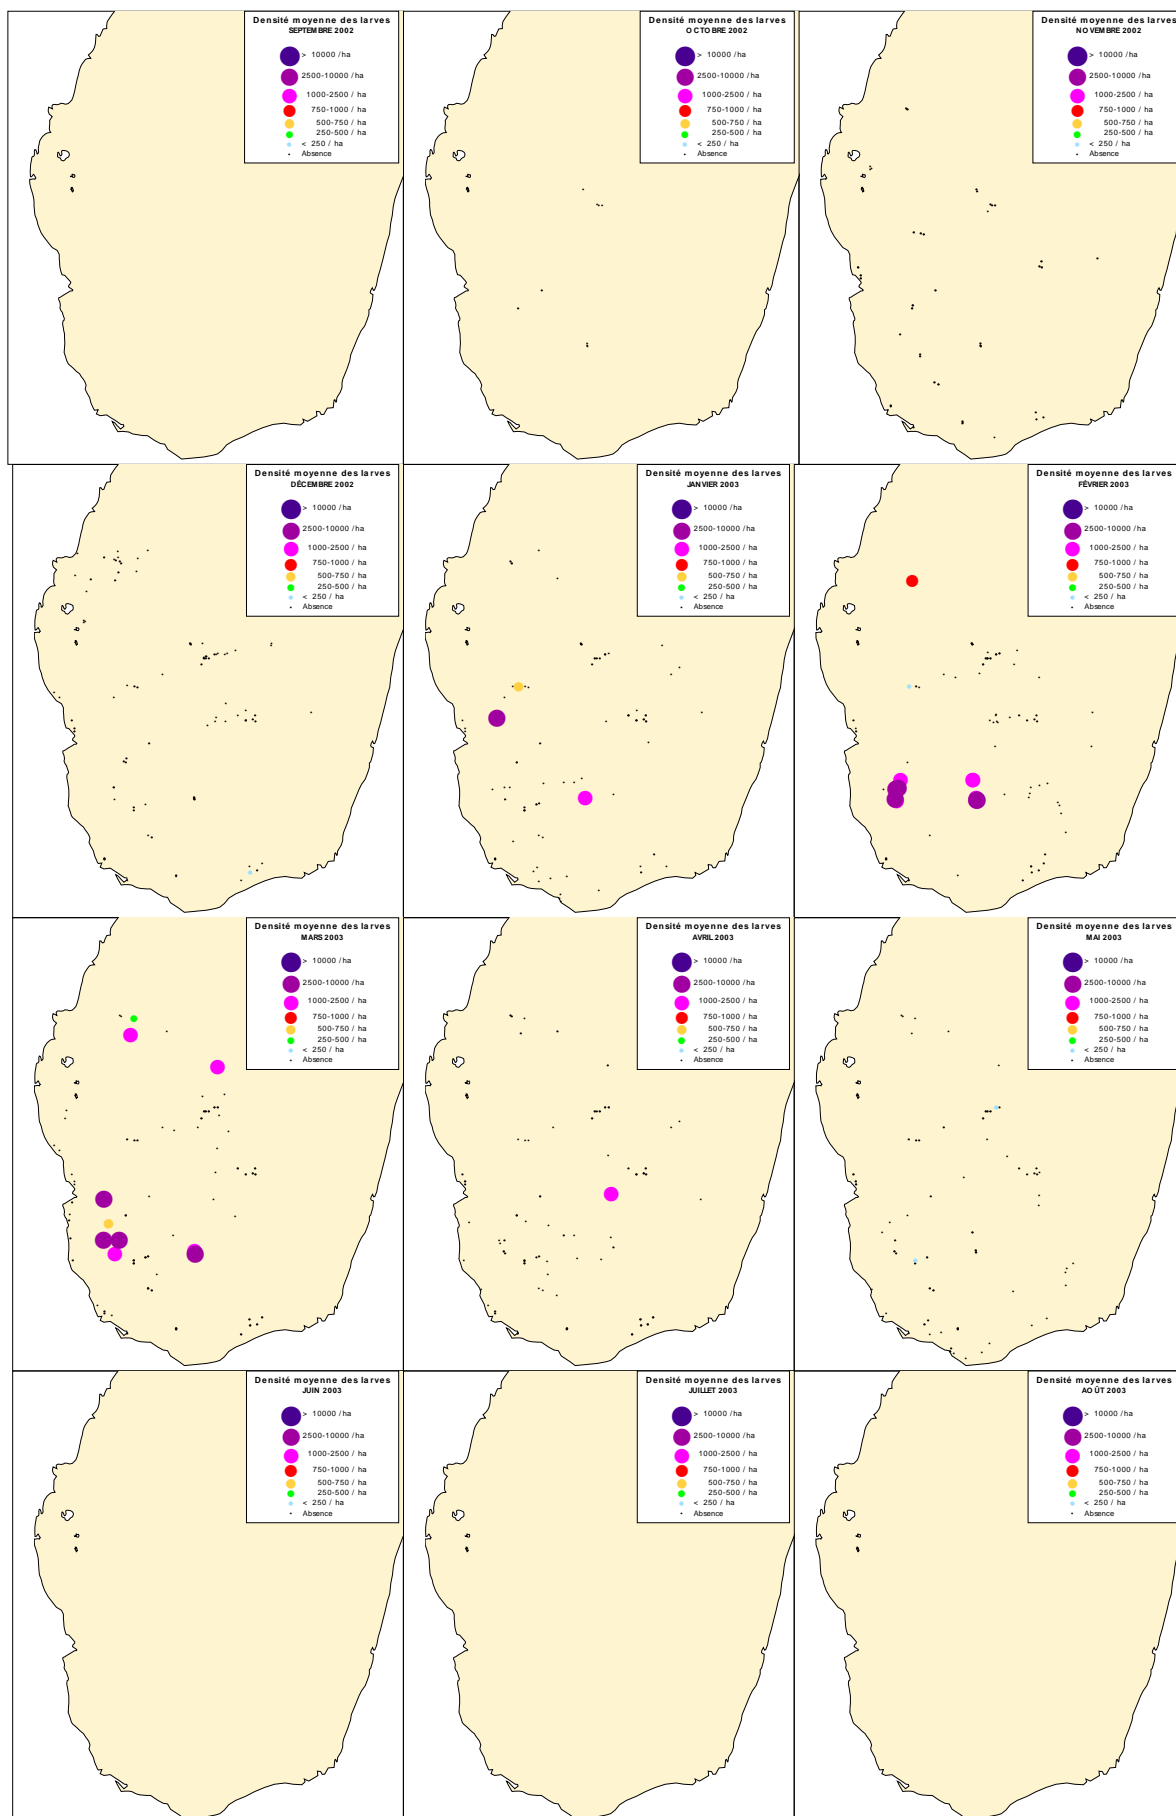 Densité moyenne des larves
SEPTEMBRE 2002
> 10000 /ha
2500-10000 /ha
1000-2500 / ha
750-1000 / ha
500-750 / ha
250-500 / ha
< 250 / ha
Absence
Densité moyenne des larves
OCTOBRE 2002
> 10000 /ha
2500-10000 /ha
1000-2500 / ha
750-1000 / ha
500-750 / ha
250-500 / ha
< 250 / ha
Absence
Densité moyenne des larves
NOVEMBRE 2002
> 10000 /ha
2500-10000 /ha
1000-2500 / ha
750-1000 / ha
500-750 / ha
250-500 / ha
< 250 / ha
Absence
Densité moyenne des larves
DÉCEMBRE 2002
> 10000 /ha
2500-10000 /ha
1000-2500 / ha
750-1000 / ha
500-750 / ha
250-500 / ha
< 250 / ha
Absence
Densité moyenne des larves
JANVIER 2003
> 10000 /ha
2500-10000 /ha
1000-2500 / ha
750-1000 / ha
500-750 / ha
250-500 / ha
< 250 / ha
Absence
Densité moyenne des larves
FÉVRIER 2003
> 10000 /ha
2500-10000 /ha
1000-2500 / ha
750-1000 / ha
500-750 / ha
250-500 / ha
< 250 / ha
Absence
Densité moyenne des larves
MARS 2003
> 10000 /ha
2500-10000 /ha
1000-2500 / ha
750-1000 / ha
500-750 / ha
250-500 / ha
< 250 / ha
Absence
Densité moyenne des larves
AVRIL 2003
> 10000 /ha
2500-10000 /ha
1000-2500 / ha
750-1000 / ha
500-750 / ha
250-500 / ha
< 250 / ha
Absence
Densité moyenne des larves
MAI 2003
> 10000 /ha
2500-10000 /ha
1000-2500 / ha
750-1000 / ha
500-750 / ha
250-500 / ha
< 250 / ha
Absence
Densité moyenne des larves
JUIN 2003
> 10000 /ha
2500-10000 /ha
1000-2500 / ha
750-1000 / ha
500-750 / ha
250-500 / ha
< 250 / ha
Absence
Densité moyenne des larves
JUILLET 2003
> 10000 /ha
2500-10000 /ha
1000-2500 / ha
750-1000 / ha
500-750 / ha
250-500 / ha
< 250 / ha
Absence
Densité moyenne des larves
AOÛT 2003
> 10000 /ha
2500-10000 /ha
1000-2500 / ha
750-1000 / ha
500-750 / ha
250-500 / ha
< 250 / ha
Absence